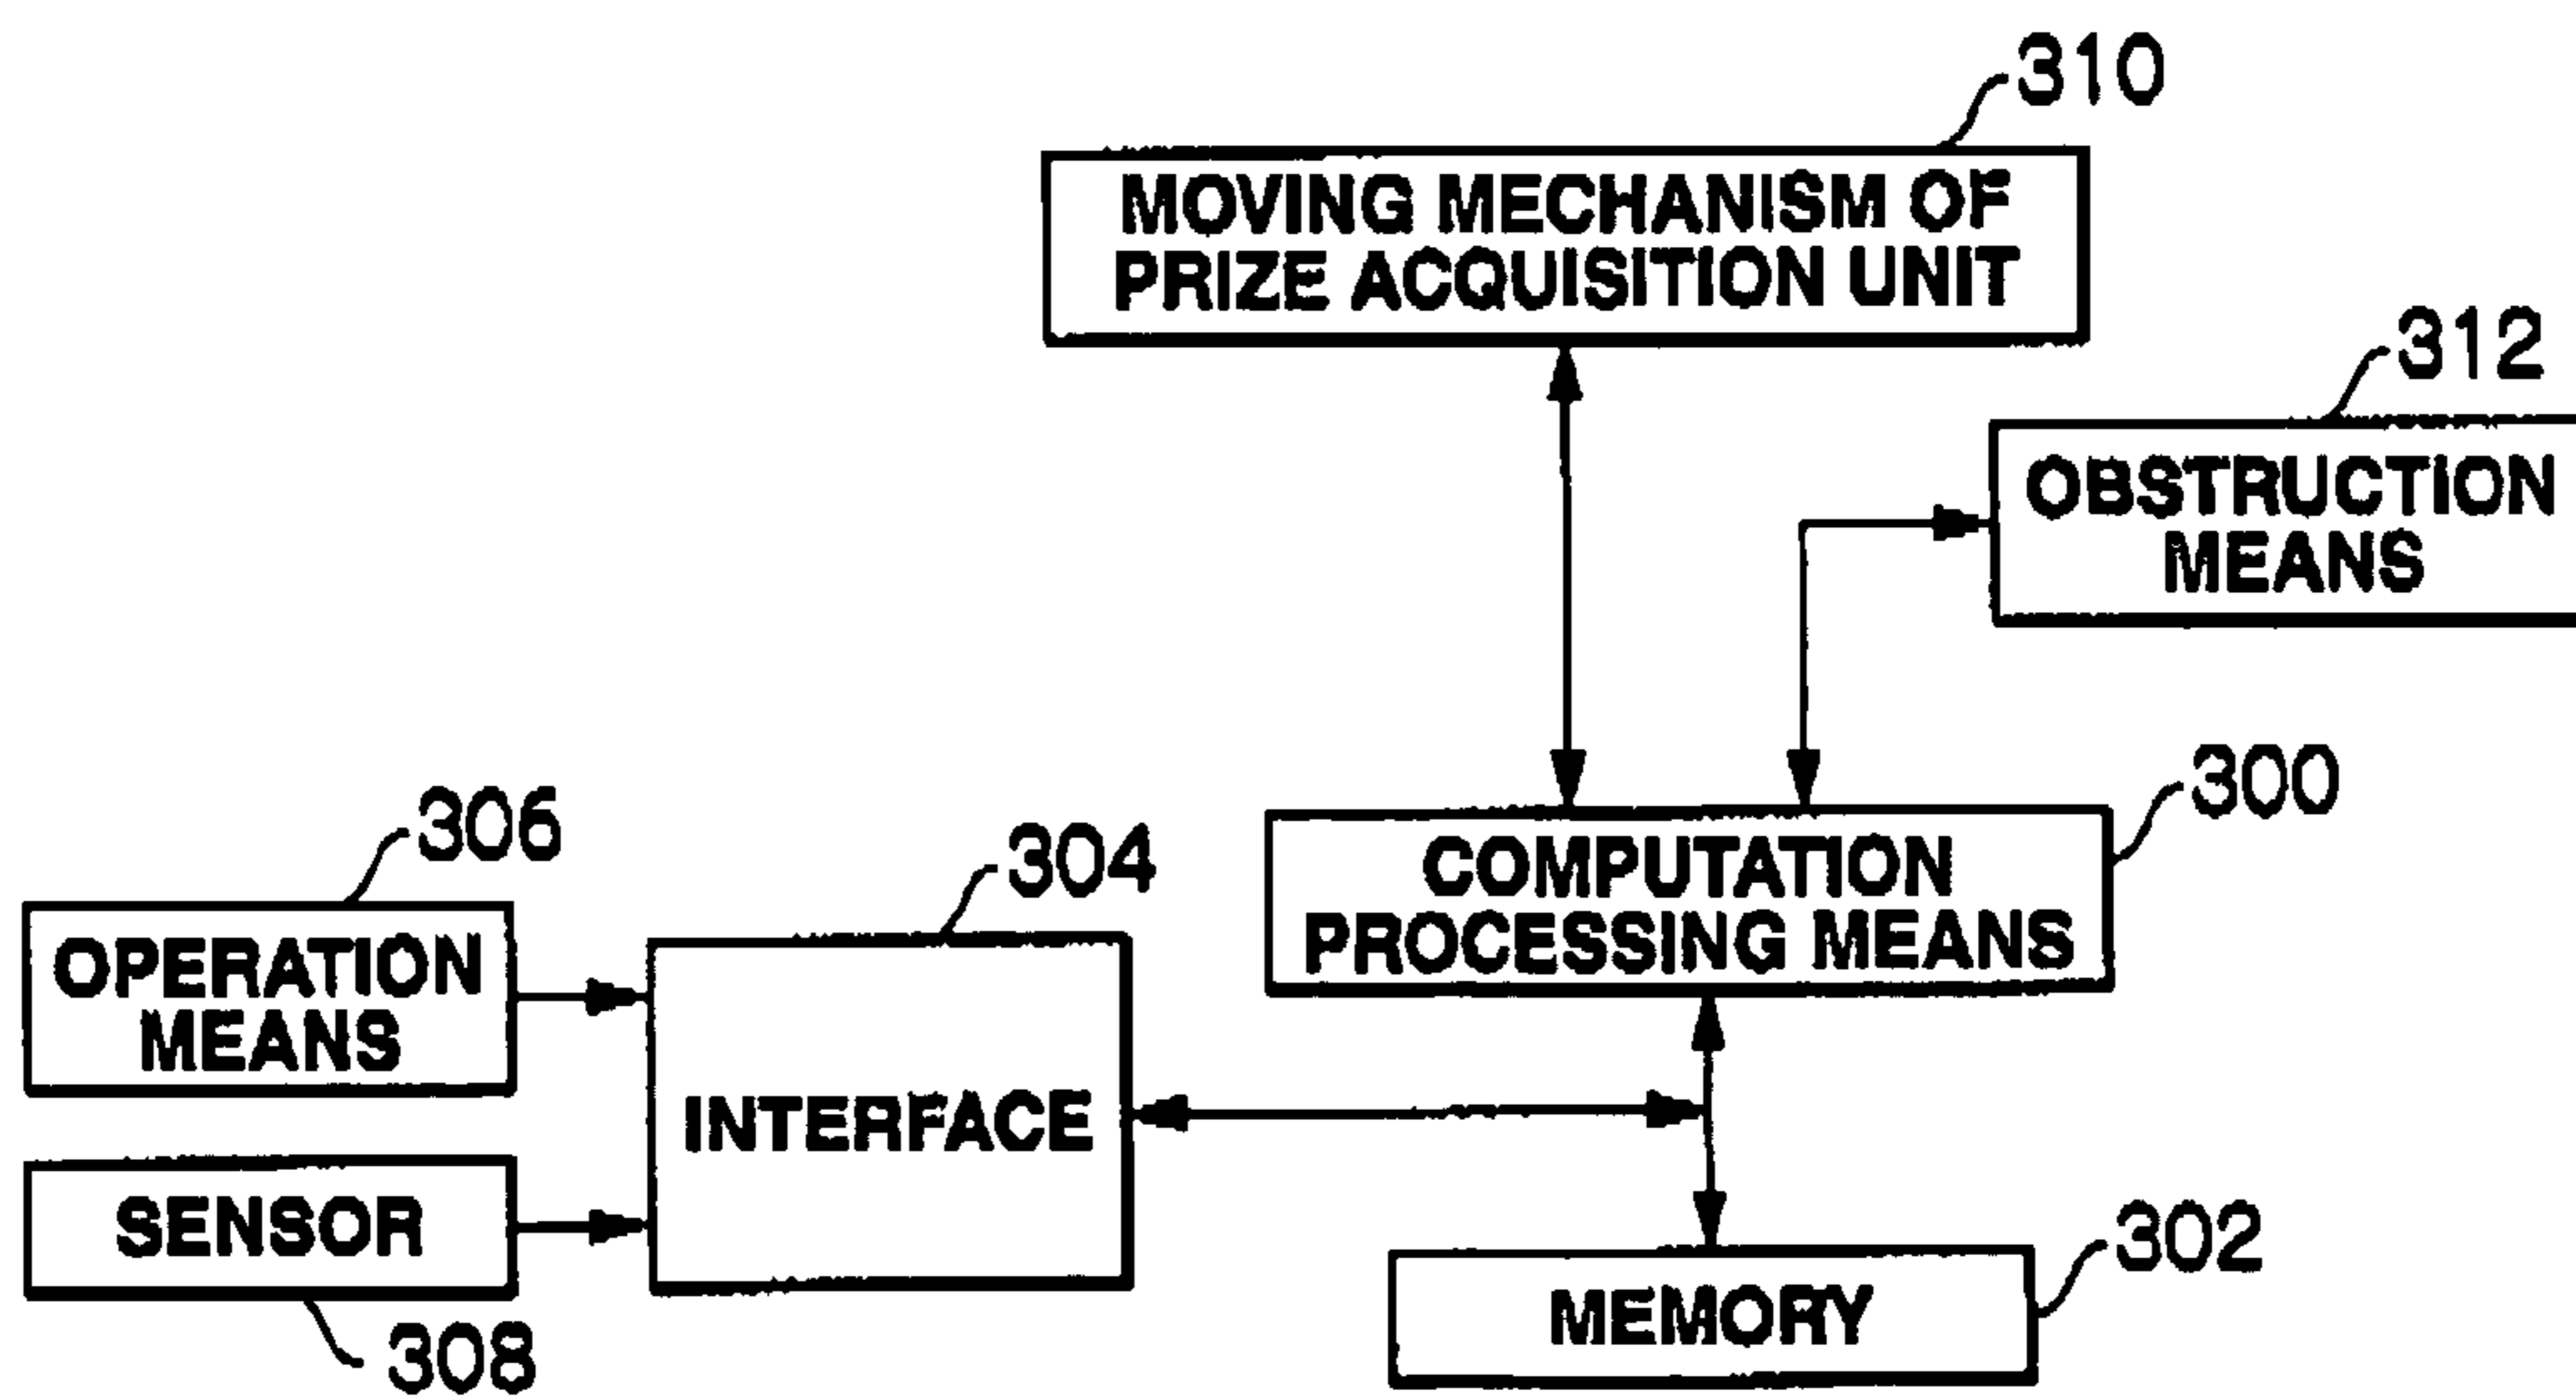 310
MOVING MECHANISM OF
PRIZE ACQUISITION UNIT
312
OBSTRUCTION
MEANS
300
COMPUTATION
PROCESSING MEANS
306
OPERATION
MEANS
304
INTERFACE
SENSOR
308
302
MEMORY